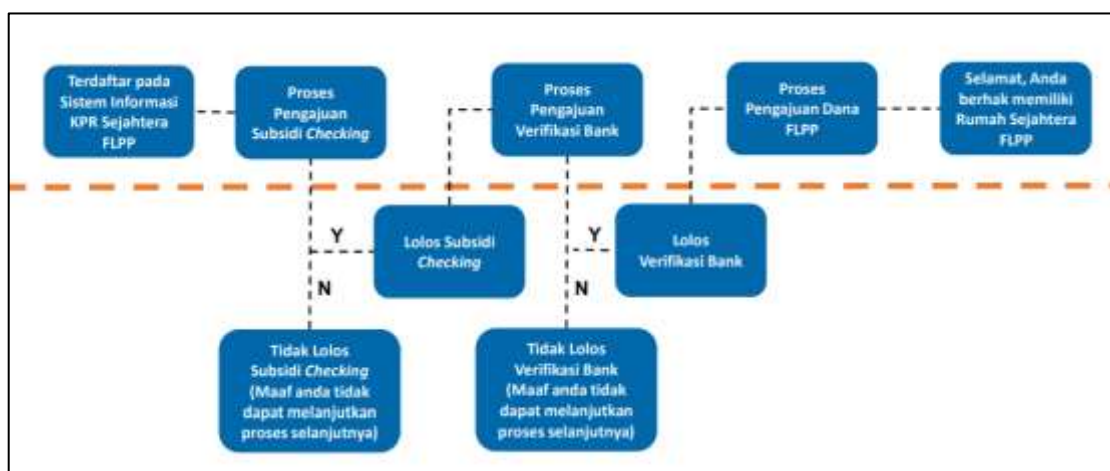 Terdaftar pada
Sistem Informasi
KPR Sejahtera
FLPP
Proses
Pengajuan
Subsidi Checking
Proses
Pengajuan
Verifikasi Bank
Proses
Pengajuan Dana
FLPP
Selamat, Anda
berhak memiliki
Rumah Sejahtera
FLPP
Y
Lolos Subsidi
Checking
Y
Lolos
Verifikasi Bank
N
N
Tidak Lolos
Subsidi Checking
(Maaf anda tidak
dapat melanjutkan
proses selanjutnya)
Tidak Lolos
Verifikasi Bank
(Maaf anda tidak
dapat melanjutkan
proses selanjutnya)